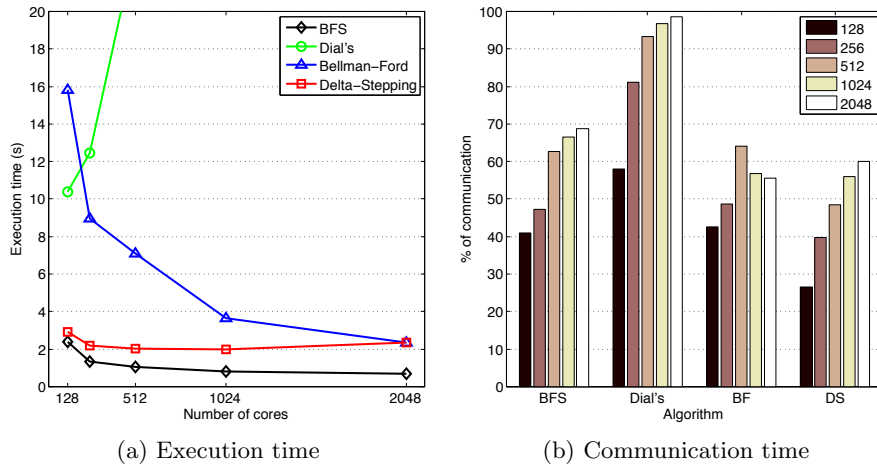 20
18
16
14
12
10
8
6
4
2
0
Execution time (s)
128
512
1024
2048
Number of cores
BFS
Dial's
Bellman−Ford
Delta−Stepping
(a) Execution time
100
90
80
70
60
50
40
30
20
10
0
% of communication
BFS
Dial's
BF
DS
Algorithm
128
256
512
1024
2048
(b) Communication time